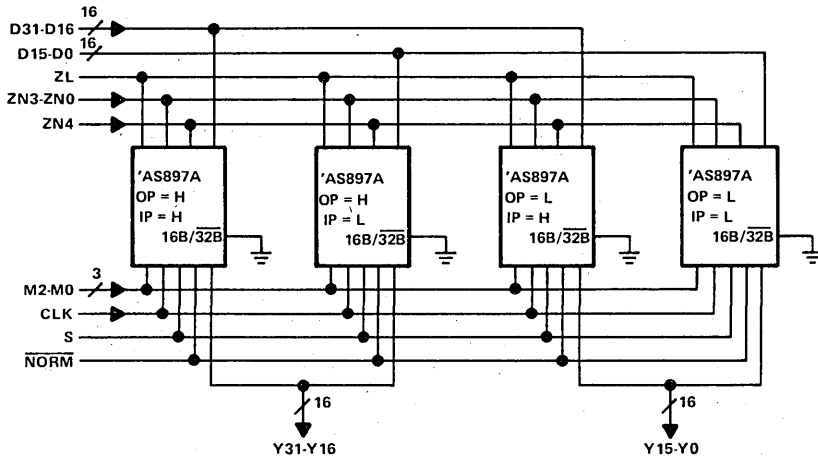 16
D31-D16
16
D15-D0
ZL
ZN3-ZN0
ZN4
'AS897A
OP = H
IP = H
16B/32B
'AS897A
OP = H
IP = L
16B/32B
'AS897A
OP = L
IP = H
16B/32B
'AS897A
OP = L
IP = L
16B/32B
3
M2-M0
CLK
S
NORM
16
Y31-Y16
16
Y15-Y0